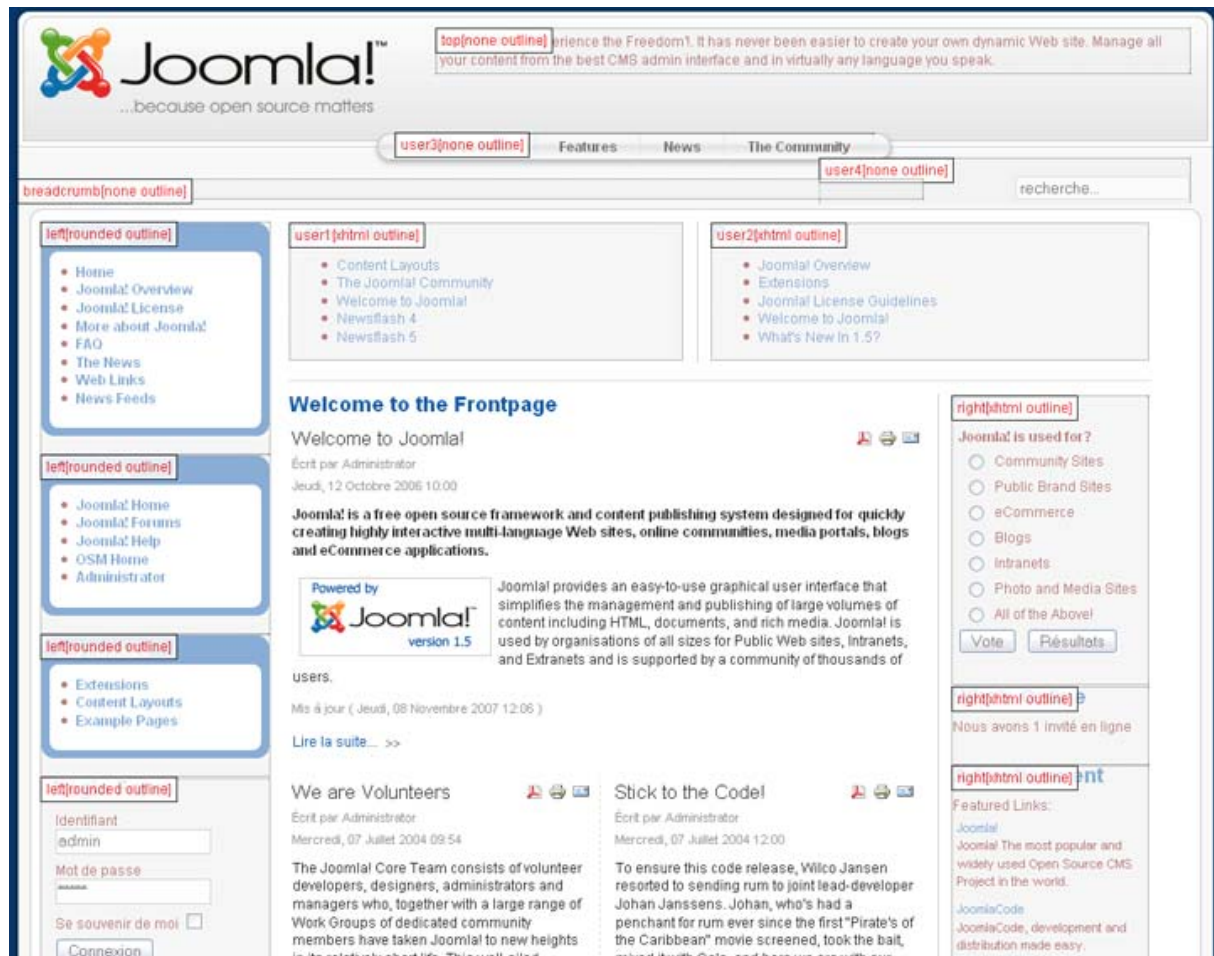 Joomla!™
...because open source matters
top[none outline] erience the Freedom'!. It has never been easier to create your own dynamic Web site. Manage all
your content from the best CMS admin interface and in virtually any language you speak.
user3[none outline] Features News The Community
user4[none outline]
breadcrumb[none outline]
recherche...
left[rounded outline]
Home
Joomla! Overview
Joomla! License
More about Joomla!
FAQ
The News
Web Links
News Feeds
left[rounded outline]
Joomla! Home
Joomla! Forums
Joomla! Help
OSM Home
Administrator
left[rounded outline]
Extensions
Content Layouts
Example Pages
left[rounded outline]
Identifiant
admin
Mot de passe
*****
Se souvenir de moi
Connexion
user1[xhtml outline]
Content Layouts
The Joomla! Community
Welcome to Joomla!
Newsflash 4
Newsflash 5
user2[xhtml outline]
Joomla! Overview
Extensions
Joomla! License Guidelines
Welcome to Joomla!
What's New In 1.5?
Welcome to the Frontpage
Welcome to Joomla!
Écrit par Administrator
Jeudi, 12 Octobre 2006 10:00
Joomla! is a free open source framework and content publishing system designed for quickly
creating highly interactive multi-language Web sites, online communities, media portals, blogs
and eCommerce applications.
Powered by
Joomla!™
version 1.5
Joomla! provides an easy-to-use graphical user interface that
simplifies the management and publishing of large volumes of
content including HTML, documents, and rich media. Joomla! is
used by organisations of all sizes for Public Web sites, Intranets,
and Extranets and is supported by a community of thousands of
users.
Mis à jour ( Jeudi, 08 Novembre 2007 12:06 )
Lire la suite... >>
We are Volunteers
Écrit par Administrator
Mercredi, 07 Juillet 2004 09:54
The Joomla! Core Team consists of volunteer
developers, designers, administrators and
managers who, together with a large range of
Work Groups of dedicated community
members have taken Joomla! to new heights
Stick to the Code!
Écrit par Administrator
Mercredi, 07 Juillet 2004 12:00
To ensure this code release, Wilco Jansen
resorted to sending rum to joint lead-developer
Johan Janssens. Johan, who's had a
penchant for rum ever since the first "Pirate's of
the Caribbean" movie screened, took the bait,
right[xhtml outline]
Joomla! is used for?
Community Sites
Public Brand Sites
eCommerce
Blogs
Intranets
Photo and Media Sites
All of the Above!
Vote Résultats
right[xhtml outline] e
Nous avons 1 invité en ligne
right[xhtml outline] ent
Featured Links:
Joomla!
Joomla! The most popular and
widely used Open Source CMS
Project in the world.
JoomlaCode
JoomlaCode, development and
distribution made easy.